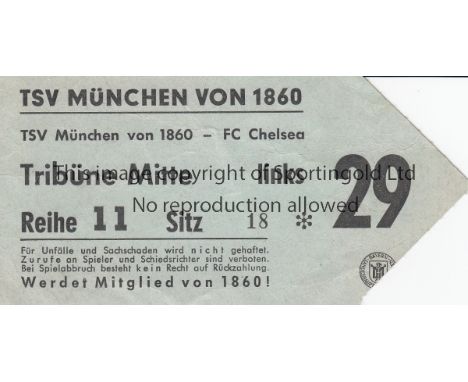 TSV MÜNCHEN VON 1860
TSV München von 1860 – FC Chelsea
Tribüne Mitte, links 29
This image copyright of Sportingold Ltd
No reproduction allowed
Reihe 11 Sitz 18 *
Für Unfälle und Sachschaden wird nicht gehaftet.
Zurufe an Spieler und Schiedsrichter sind verboten.
Bei Spielabbruch besteht kein Recht auf Rückzahlung.
Werdet Mitglied von 1860!